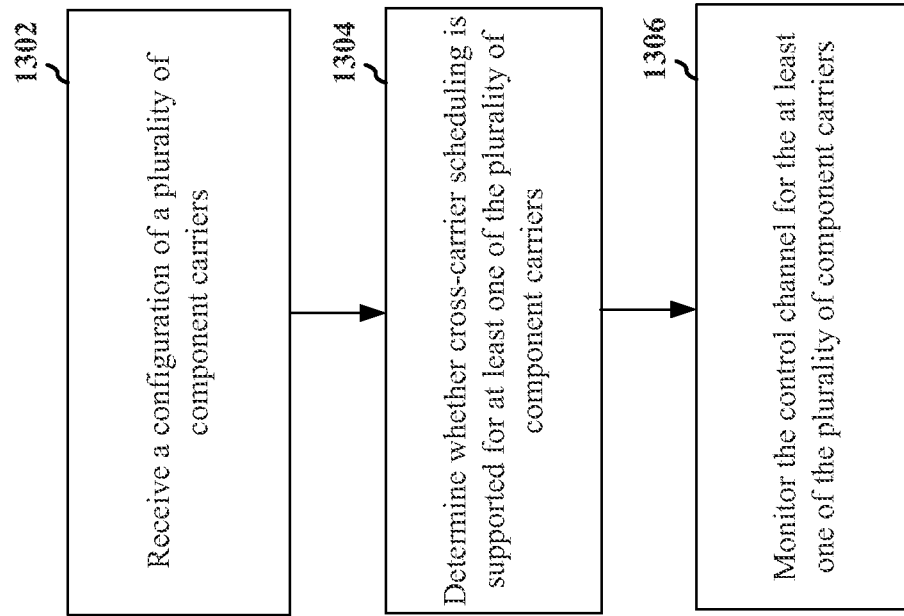 1302
Receive a configuration of a plurality of
component carriers
1304
Determine whether cross-carrier scheduling is
supported for at least one of the plurality of
component carriers
1306
Monitor the control channel for the at least
one of the plurality of component carriers